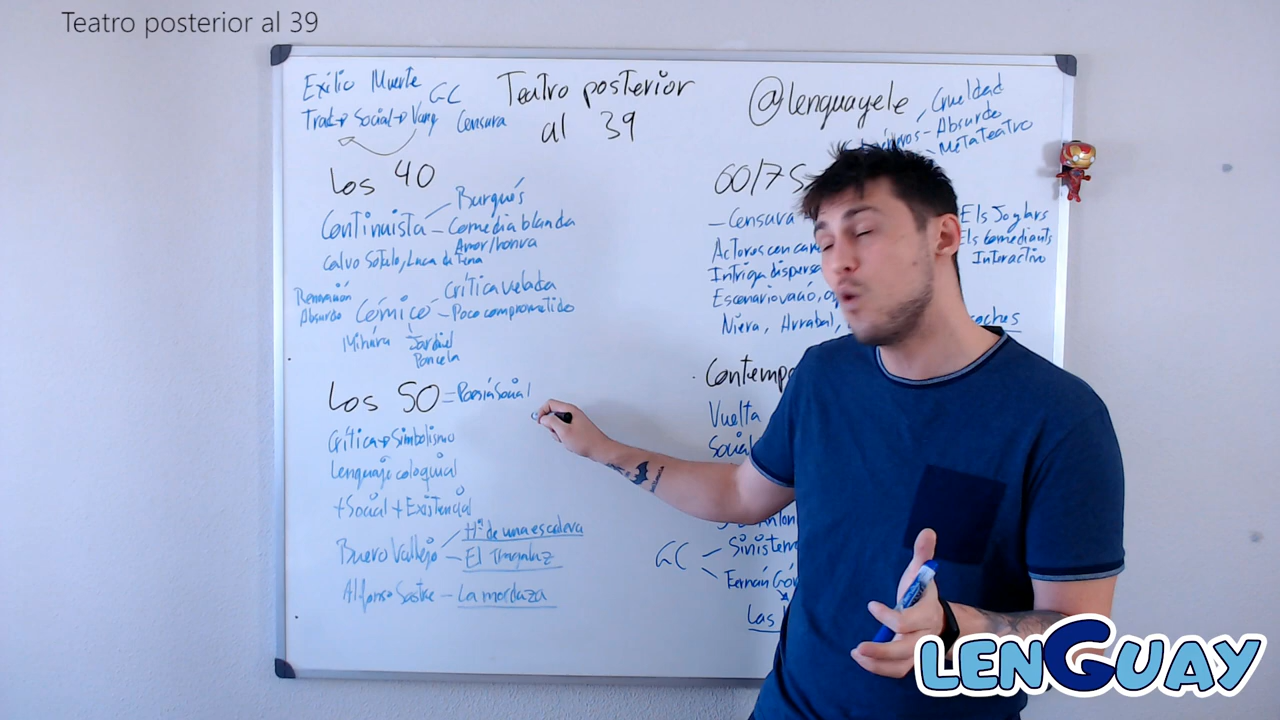 Teatro posterior al 39
Exilio Muerte
GC
Trad→Social→Vang Censura
Teatro posterior
al 39
@lenguayele
Crueldad
Absurdo
Metateatro
Los 40
Burgués
Continuista – Comedia blanda
Amor/honra
Calvo Sotelo, Luca de Tena
Renovación
Absurdo
Cómico
Crítica velada
Poco comprometido
Mihura
Jardiel
Poncela
Los 50 = Poesía Social
Crítica→Simbolismo
Lenguaje coloquial
+Social +Existencial
Buero Vallejo
Hª de una escalera
El Tragaluz
Alfonso Sastre – La mordaza
60/75
–Censura
Actores con
Intriga dispersa
Escenario vacío,
Nieva, Arrabal,
Els Joglars
Els Comediants
Interactivo
Contempo
Vuelta
Social
GC
Sinisterra
Fernán Góm
Las
LENGUAY